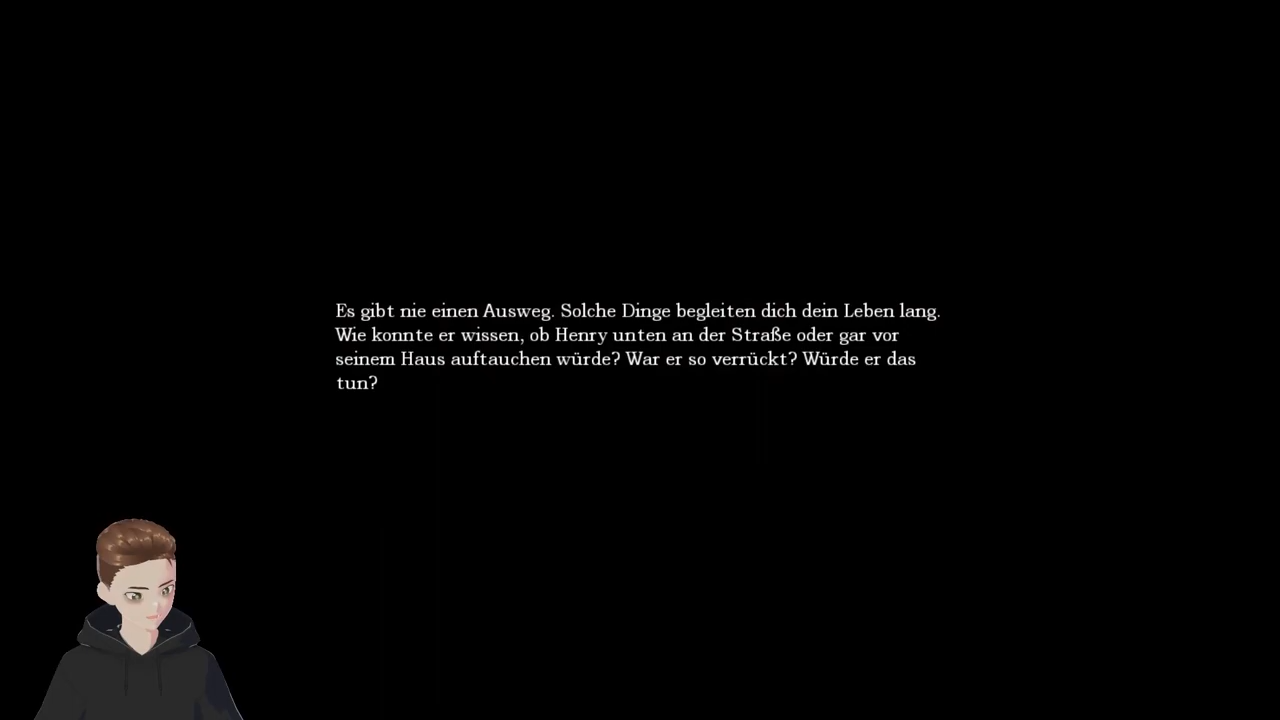 Es gibt nie einen Ausweg. Solche Dinge begleiten dich dein Leben lang.
Wie konnte er wissen, ob Henry unten an der Straße oder gar vor
seinem Haus auftauchen würde? War er so verrückt? Würde er das
tun?